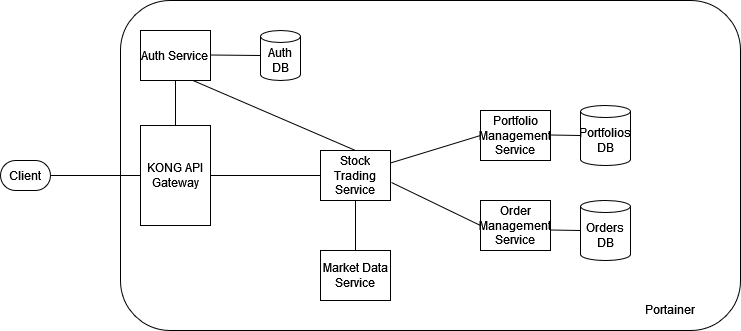 Auth Service
Auth
DB
Client
KONG API
Gateway
Stock
Trading
Service
Portfolio
Management
Service
Portfolios
DB
Order
Management
Service
Orders
DB
Market Data
Service
Portainer